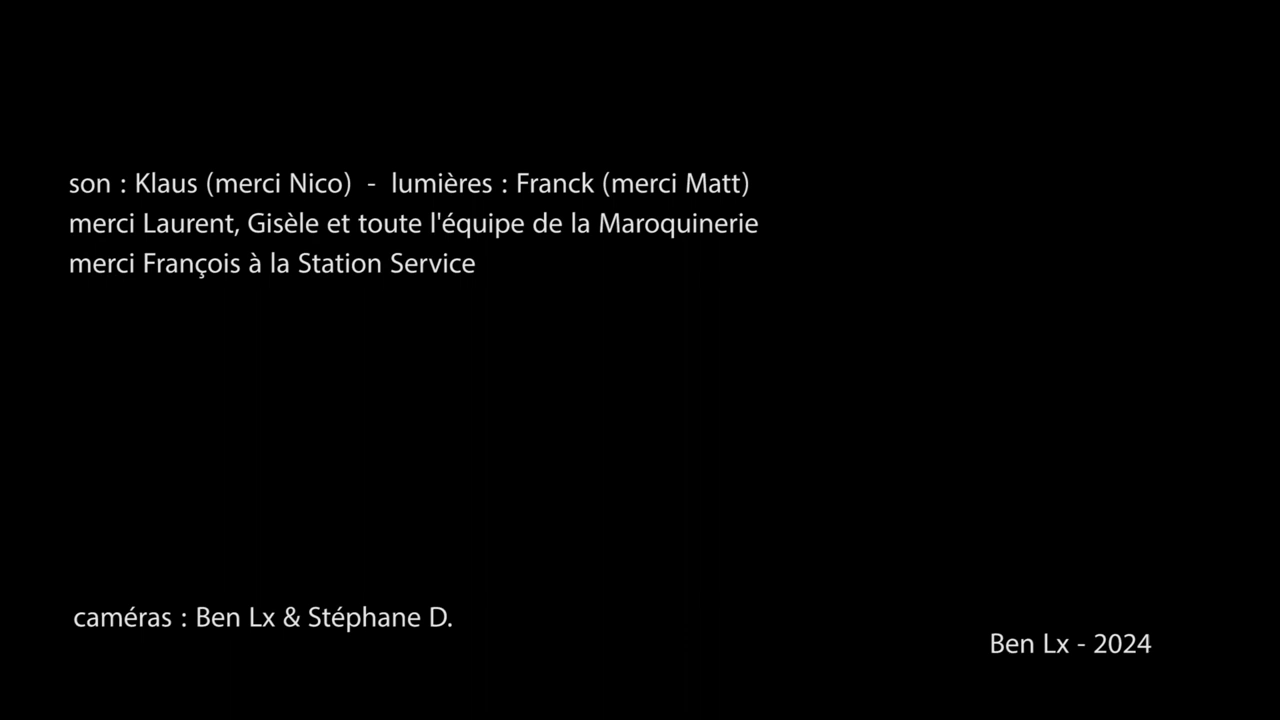 son : Klaus (merci Nico)  -  lumières : Franck (merci Matt)
merci Laurent, Gisèle et toute l'équipe de la Maroquinerie
merci François à la Station Service
caméras : Ben Lx & Stéphane D.
Ben Lx - 2024